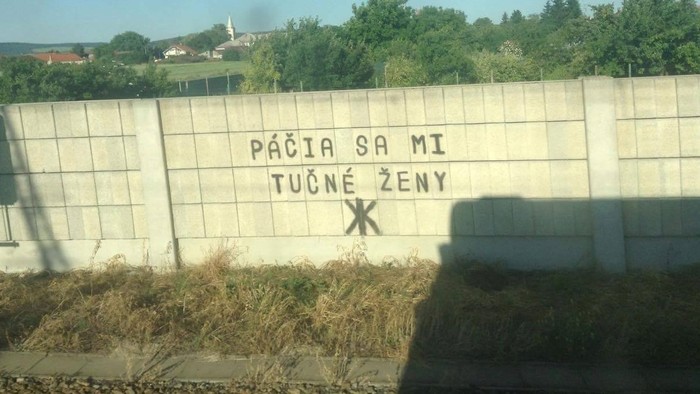 PÁČIA SA MI
TUČNÉ ŽENY
Ж